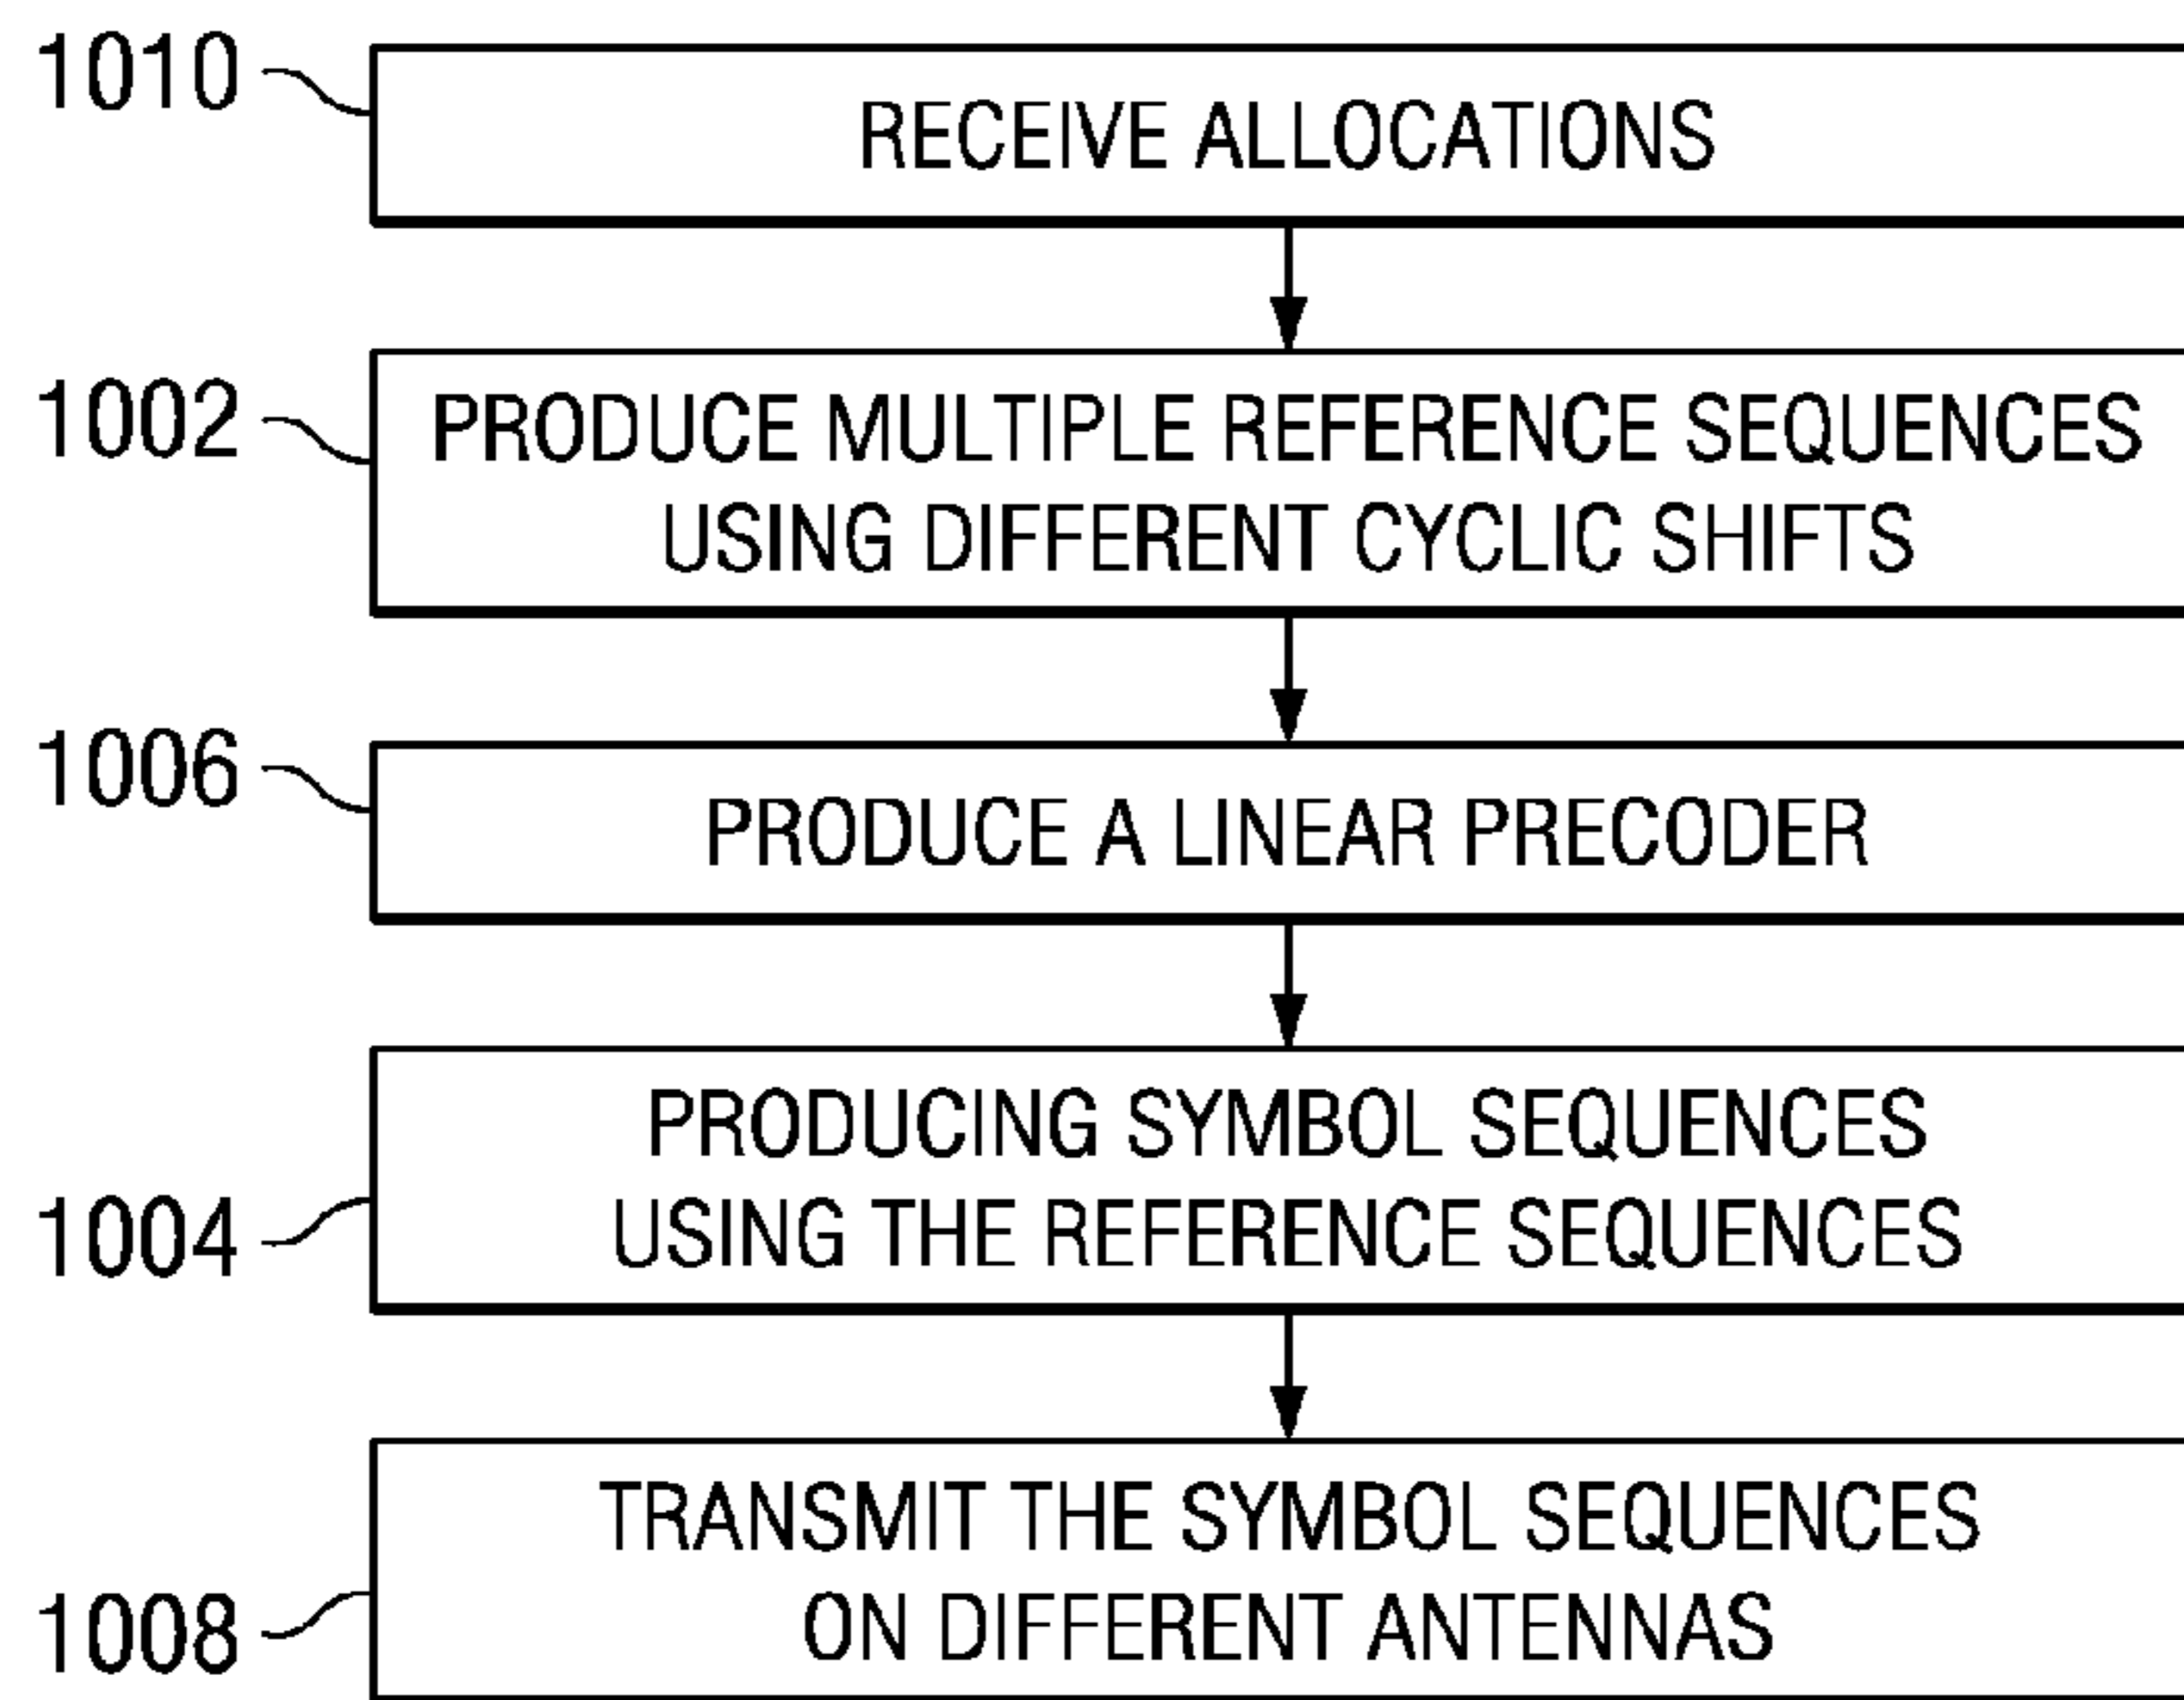 1010
RECEIVE ALLOCATIONS
1002
PRODUCE MULTIPLE REFERENCE SEQUENCES
USING DIFFERENT CYCLIC SHIFTS
1006
PRODUCE A LINEAR PRECODER
PRODUCING SYMBOL SEQUENCES
1004
USING THE REFERENCE SEQUENCES
TRANSMIT THE SYMBOL SEQUENCES
1008
ON DIFFERENT ANTENNAS